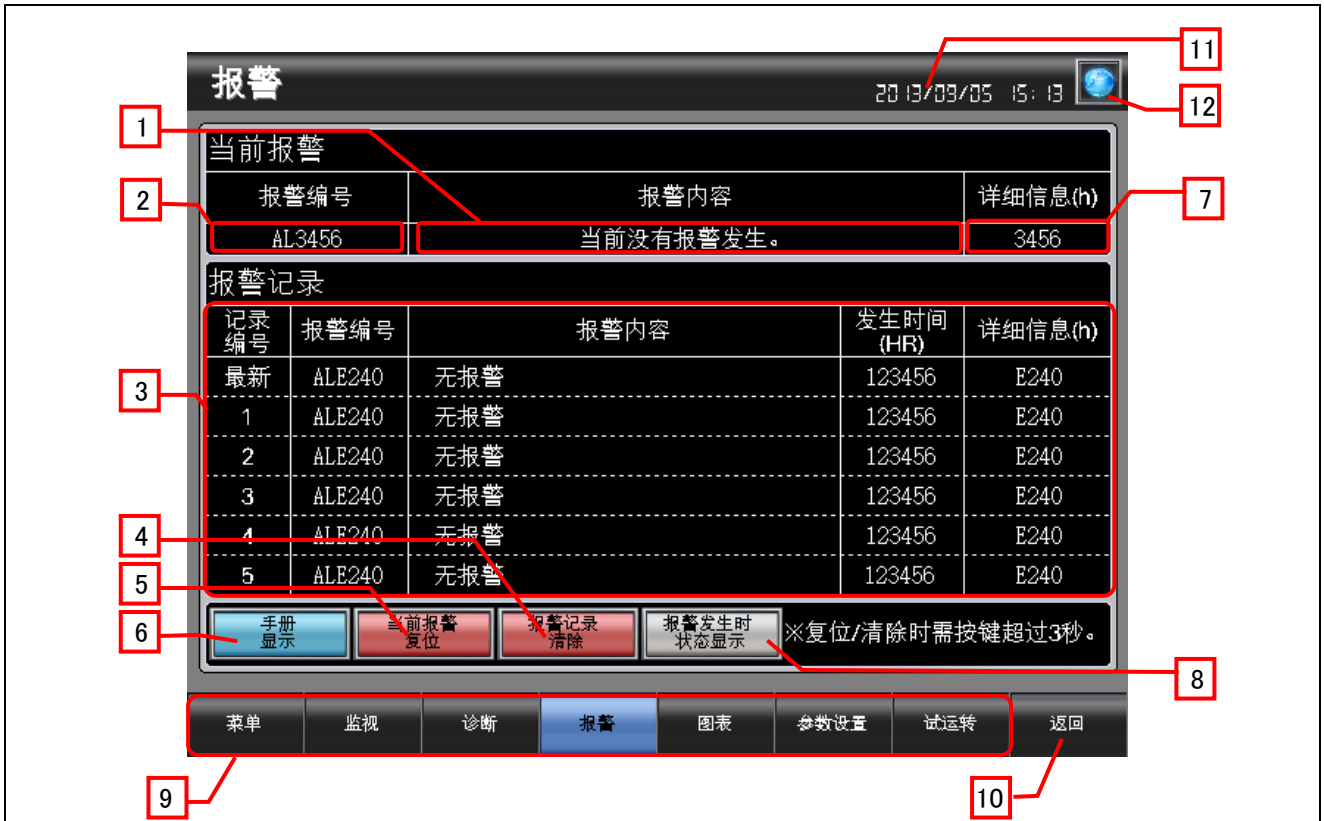 11
报警
2013/03/05 15:13
12
1
当前报警
2
报警编号 报警内容 详细信息(h)
7
AL3456 当前没有报警发生。 3456
报警记录
记录编号 报警编号 报警内容 发生时间(HR) 详细信息(h)
3
最新 ALE240 无报警 123456 E240
1 ALE240 无报警 123456 E240
2 ALE240 无报警 123456 E240
3 ALE240 无报警 123456 E240
4
4 ALE240 无报警 123456 E240
5
5 ALE240 无报警 123456 E240
6
手册显示 当前报警复位 报警记录清除 报警发生时状态显示 ※复位/清除时需按键超过3秒。
8
菜单 监视 诊断 报警 图表 参数设置 试运转 返回
9
10